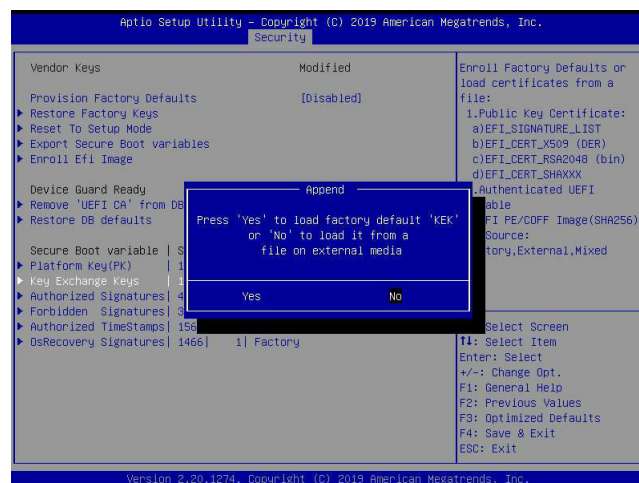 Aptio Setup Utility – Copyright (C) 2019 American Megatrends, Inc.
Security
Vendor Keys Modified
Provision Factory Defaults [Disabled]
Restore Factory Keys
Reset To Setup Mode
Export Secure Boot variables
Enroll Efi Image
Device Guard Ready
Remove 'UEFI CA' from DB
Restore DB defaults
Secure Boot variable | S
Platform Key(PK) | 1
Key Exchange Keys | 1
Authorized Signatures| 4
Forbidden Signatures| 3
Authorized TimeStamps| 156
OsRecovery Signatures| 1466| 1| Factory
Append
Press 'Yes' to load factory default 'KEK'
or 'No' to load it from a
file on external media
Yes No
Enroll Factory Defaults or
load certificates from a
file:
1.Public Key Certificate:
a)EFI_SIGNATURE_LIST
b)EFI_CERT_X509 (DER)
c)EFI_CERT_RSA2048 (bin)
d)EFI_CERT_SHAXXX
.Authenticated UEFI
able
FI PE/COFF Image(SHA256)
Source:
tory,External,Mixed
Select Screen
↑↓: Select Item
Enter: Select
+/-: Change Opt.
F1: General Help
F2: Previous Values
F3: Optimized Defaults
F4: Save & Exit
ESC: Exit
Version 2.20.1274. Copyright (C) 2019 American Megatrends, Inc.